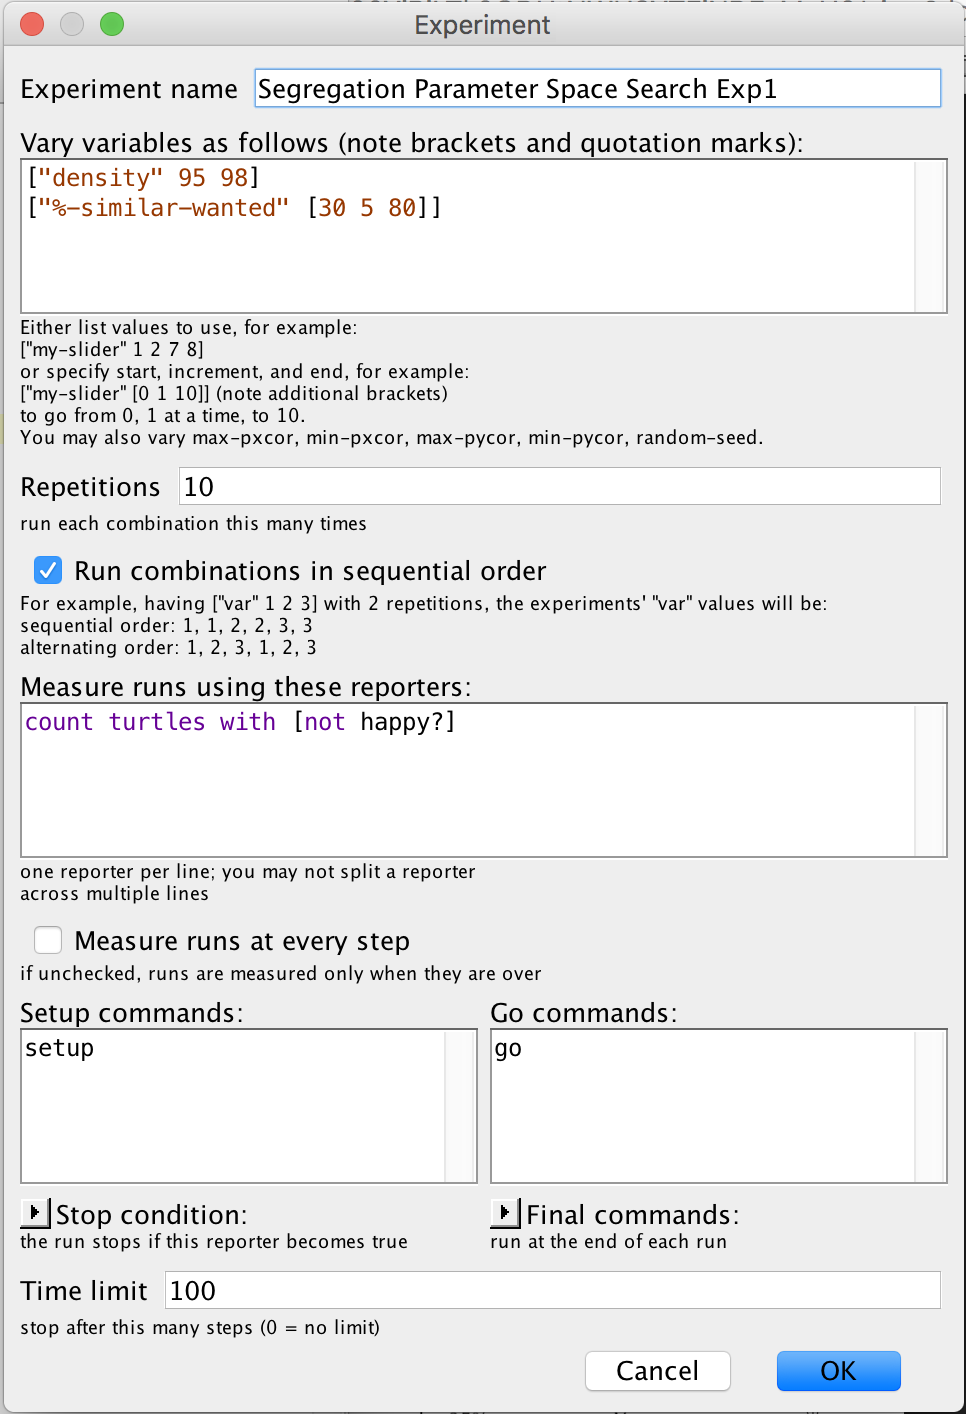 Experiment
Experiment name Segregation Parameter Space Search Exp1
Vary variables as follows (note brackets and quotation marks):
["density" 95 98]
["%-similar-wanted" [30 5 80]]
Either list values to use, for example:
["my-slider" 1 2 7 8]
or specify start, increment, and end, for example:
["my-slider" [0 1 10]] (note additional brackets)
to go from 0, 1 at a time, to 10.
You may also vary max-pxcor, min-pxcor, max-pycor, min-pycor, random-seed.
Repetitions 10
run each combination this many times
Run combinations in sequential order
For example, having ["var" 1 2 3] with 2 repetitions, the experiments' "var" values will be:
sequential order: 1, 1, 2, 2, 3, 3
alternating order: 1, 2, 3, 1, 2, 3
Measure runs using these reporters:
count turtles with [not happy?]
one reporter per line; you may not split a reporter
across multiple lines
Measure runs at every step
if unchecked, runs are measured only when they are over
Setup commands: Go commands:
setup go
Stop condition: Final commands:
the run stops if this reporter becomes true run at the end of each run
Time limit 100
stop after this many steps (0 = no limit)
Cancel OK